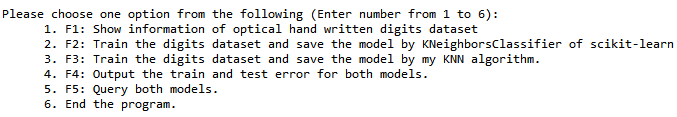 Please choose one option from the following (Enter number from 1 to 6):
1. F1: Show information of optical hand written digits dataset
2. F2: Train the digits dataset and save the model by KNeighborsClassifier of scikit-learn
3. F3: Train the digits dataset and save the model by my KNN algorithm.
4. F4: Output the train and test error for both models.
5. F5: Query both models.
6. End the program.